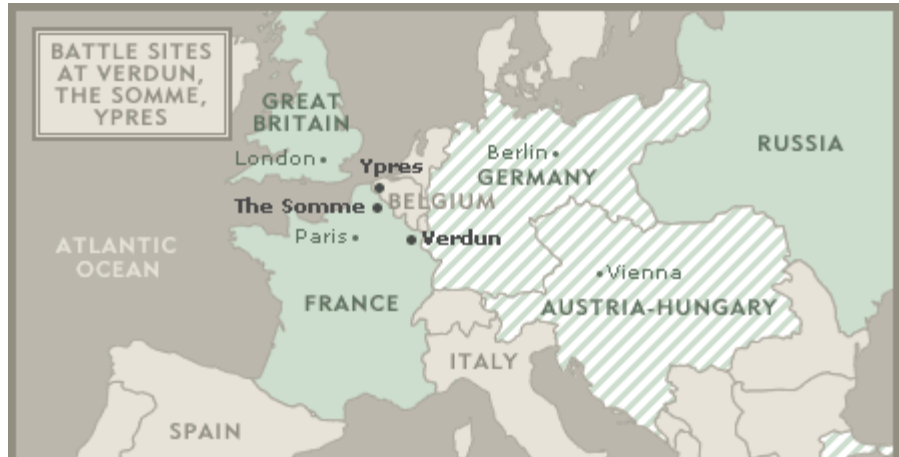 BATTLE SITES
AT VERDUN,
THE SOMME,
YPRES
GREAT
BRITAIN
London
Ypres
Berlin
GERMANY
RUSSIA
BELGIUM
The Somme
Paris
Verdun
ATLANTIC
OCEAN
Vienna
FRANCE
AUSTRIA-HUNGARY
ITALY
SPAIN